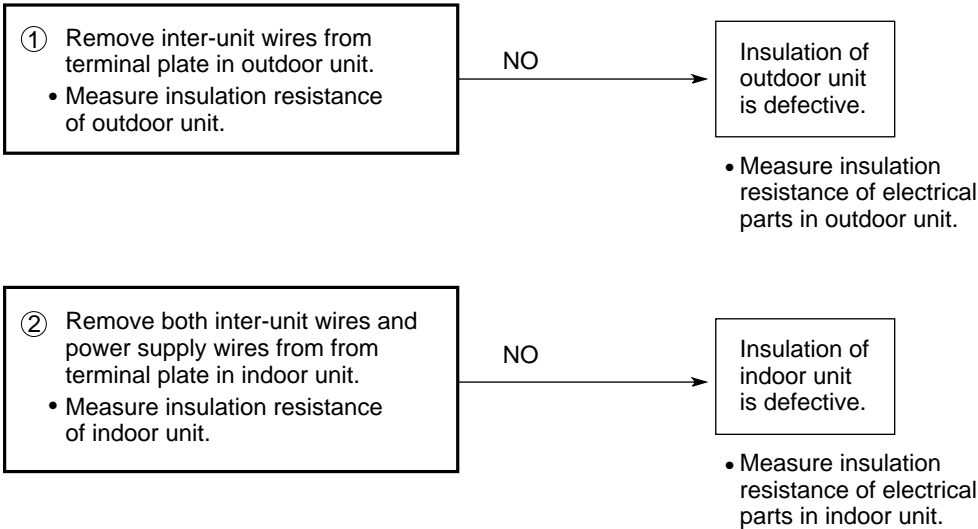 ① Remove inter-unit wires from
terminal plate in outdoor unit.
• Measure insulation resistance
of outdoor unit.
NO
Insulation of
outdoor unit
is defective.
• Measure insulation
resistance of electrical
parts in outdoor unit.
② Remove both inter-unit wires and
power supply wires from from
terminal plate in indoor unit.
• Measure insulation resistance
of indoor unit.
NO
Insulation of
indoor unit
is defective.
• Measure insulation
resistance of electrical
parts in indoor unit.